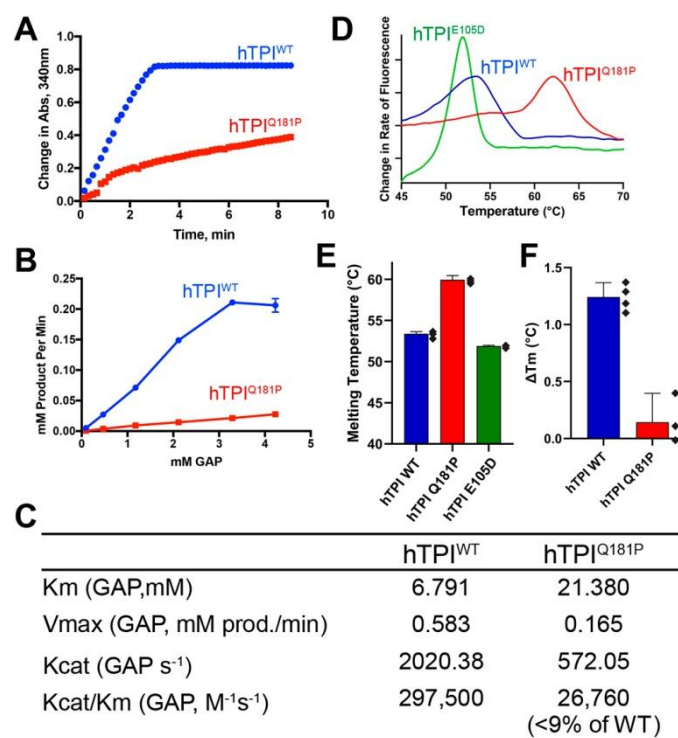 A
Change in Abs, 340nm
1.0
0.8
0.6
0.4
0.2
0.0
0 2 4 6 8 10
Time, min
hTPI^WT
hTPI^Q181P
D
Change in Rate of Fluorescence
hTPI^E105D
hTPI^WT
hTPI^Q181P
45 50 55 60 65 70
Temperature (°C)
B
mM Product Per Min
0.25
0.20
0.15
0.10
0.05
0.00
0 1 2 3 4 5
mM GAP
hTPI^WT
hTPI^Q181P
E
Melting Temperature (°C)
60
55
50
45
40
hTPI WT
hTPI Q181P
hTPI E105D
F
ΔTm (°C)
1.5
1.0
0.5
0.0
hTPI WT
hTPI Q181P
C
hTPI^WT hTPI^Q181P
Km (GAP,mM) 6.791 21.380
Vmax (GAP, mM prod./min) 0.583 0.165
Kcat (GAP s⁻¹) 2020.38 572.05
Kcat/Km (GAP, M⁻¹s⁻¹) 297,500 26,760
(<9% of WT)